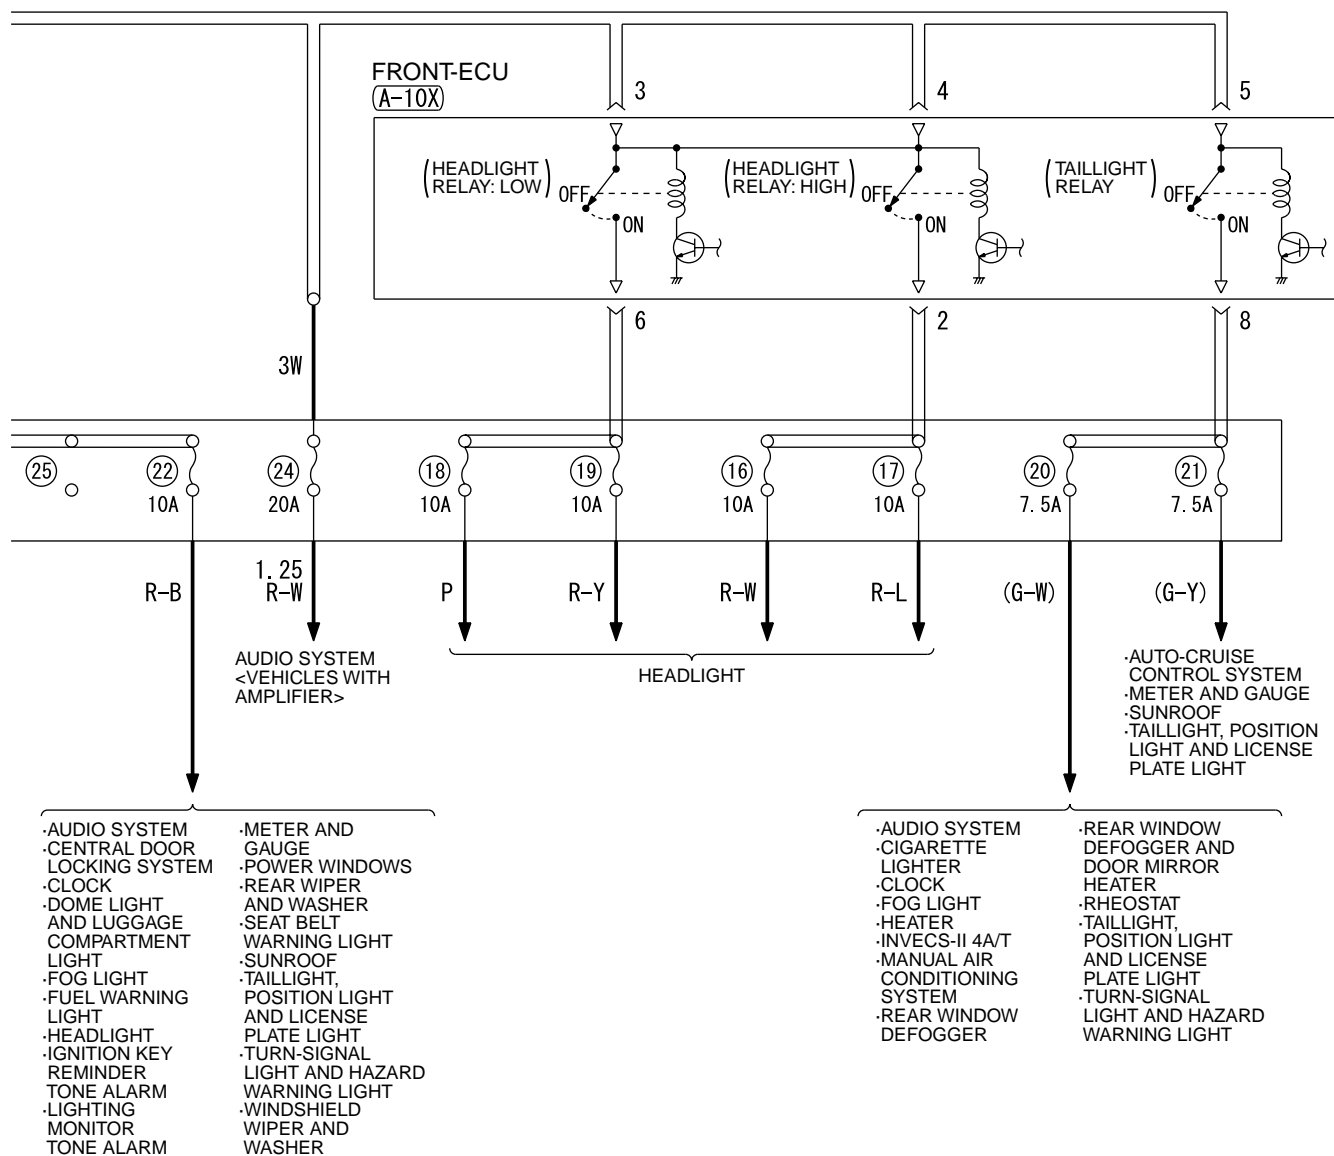 FRONT-ECU
A-10X
3
4
5
HEADLIGHT
RELAY: LOW
HEADLIGHT
RELAY: HIGH
TAILLIGHT
RELAY
OFF
ON
OFF
ON
OFF
ON
6
2
8
3W
25
22
24
18
19
16
17
20
21
10A
20A
10A
10A
10A
10A
7.5A
7.5A
R-B
1.25
R-W
P
R-Y
R-W
R-L
(G-W)
(G-Y)
AUDIO SYSTEM
<VEHICLES WITH
AMPLIFIER>
HEADLIGHT
·AUTO-CRUISE
CONTROL SYSTEM
·METER AND GAUGE
·SUNROOF
·TAILLIGHT, POSITION
LIGHT AND LICENSE
PLATE LIGHT
·AUDIO SYSTEM
·CENTRAL DOOR
LOCKING SYSTEM
·CLOCK
·DOME LIGHT
AND LUGGAGE
COMPARTMENT
LIGHT
·FOG LIGHT
·FUEL WARNING
LIGHT
·HEADLIGHT
·IGNITION KEY
REMINDER
TONE ALARM
·LIGHTING
MONITOR
TONE ALARM
·METER AND
GAUGE
·POWER WINDOWS
·REAR WIPER
AND WASHER
·SEAT BELT
WARNING LIGHT
·SUNROOF
·TAILLIGHT,
POSITION LIGHT
AND LICENSE
PLATE LIGHT
·TURN-SIGNAL
LIGHT AND HAZARD
WARNING LIGHT
·WINDSHIELD
WIPER AND
WASHER
·AUDIO SYSTEM
·CIGARETTE
LIGHTER
·CLOCK
·FOG LIGHT
·HEATER
·INVECS-II 4A/T
·MANUAL AIR
CONDITIONING
SYSTEM
·REAR WINDOW
DEFOGGER
·REAR WINDOW
DEFOGGER AND
DOOR MIRROR
HEATER
·RHEOSTAT
·TAILLIGHT,
POSITION LIGHT
AND LICENSE
PLATE LIGHT
·TURN-SIGNAL
LIGHT AND HAZARD
WARNING LIGHT